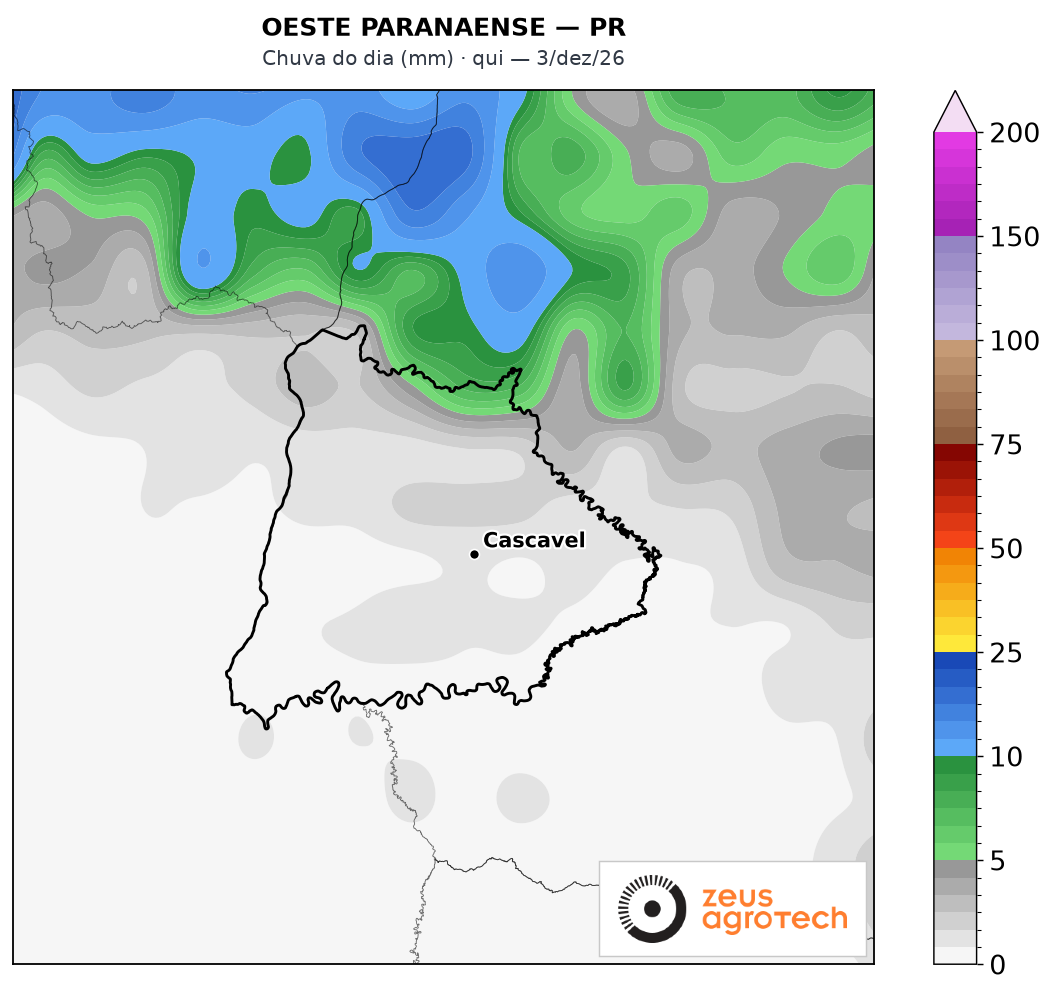 OESTE PARANAENSE — PR
Chuva do dia (mm) · qui — 3/dez/26
200
150
100
75
50
25
10
5
0
Cascavel
zeus
agrotech